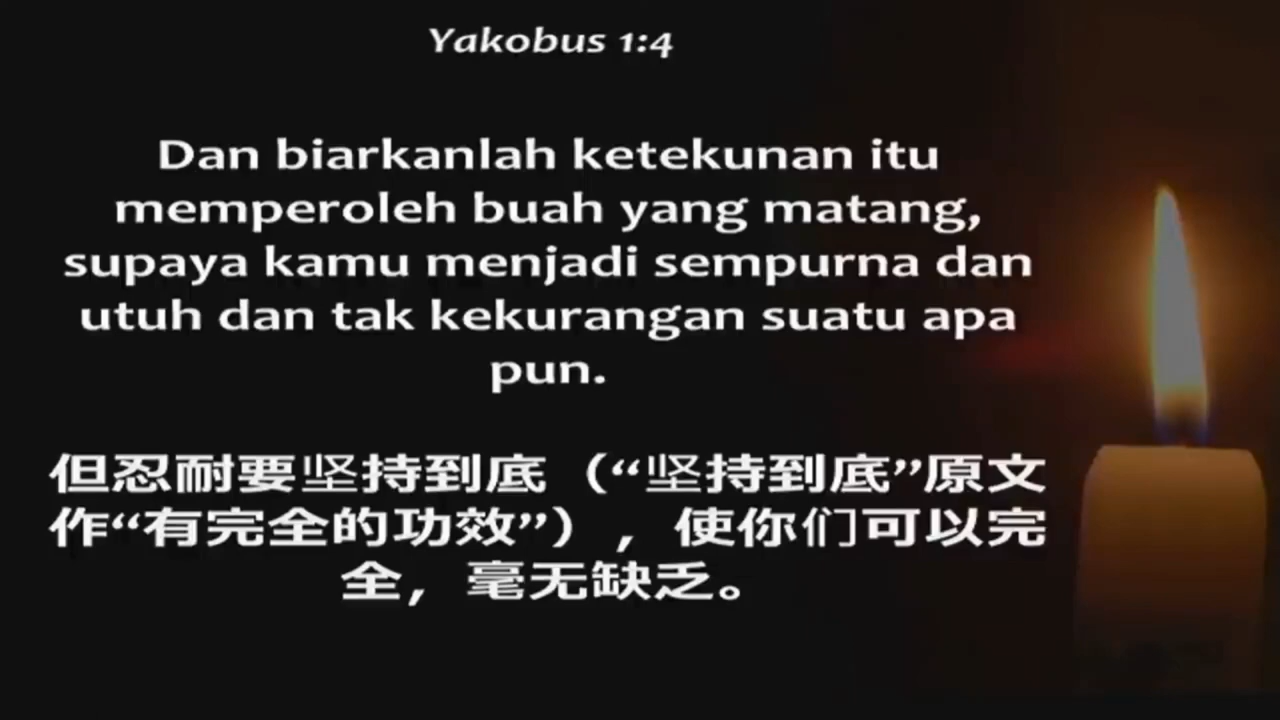 Yakobus 1:4
Dan biarkanlah ketekunan itu
memperoleh buah yang matang,
supaya kamu menjadi sempurna dan
utuh dan tak kekurangan suatu apa
pun.
但忍耐要坚持到底（“坚持到底”原文
作“有完全的功效”），使你们可以完
全，毫无缺乏。